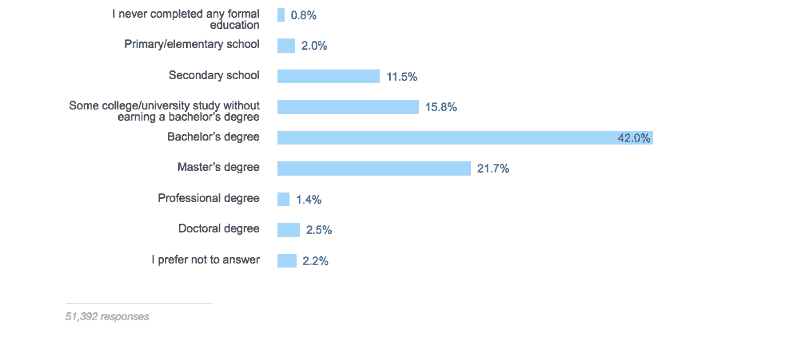 I never completed any formal
education
0.8%
Primary/elementary school
2.0%
Secondary school
11.5%
Some college/university study without
earning a bachelor's degree
15.8%
Bachelor's degree
42.0%
Master's degree
21.7%
Professional degree
1.4%
Doctoral degree
2.5%
I prefer not to answer
2.2%
51,392 responses